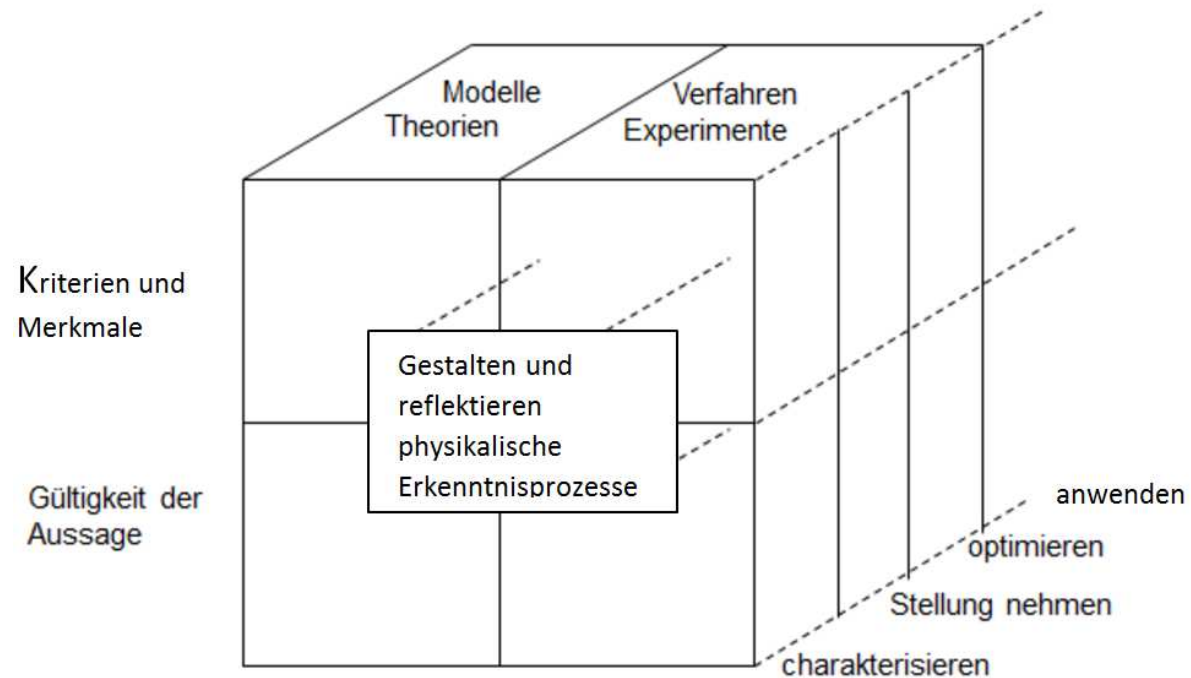 Modelle
Theorien
Verfahren
Experimente
Kriterien und
Merkmale
Gestalten und
reflektieren
physikalische
Erkenntnisprozesse
Gültigkeit der
Aussage
anwenden
optimieren
Stellung nehmen
charakterisieren